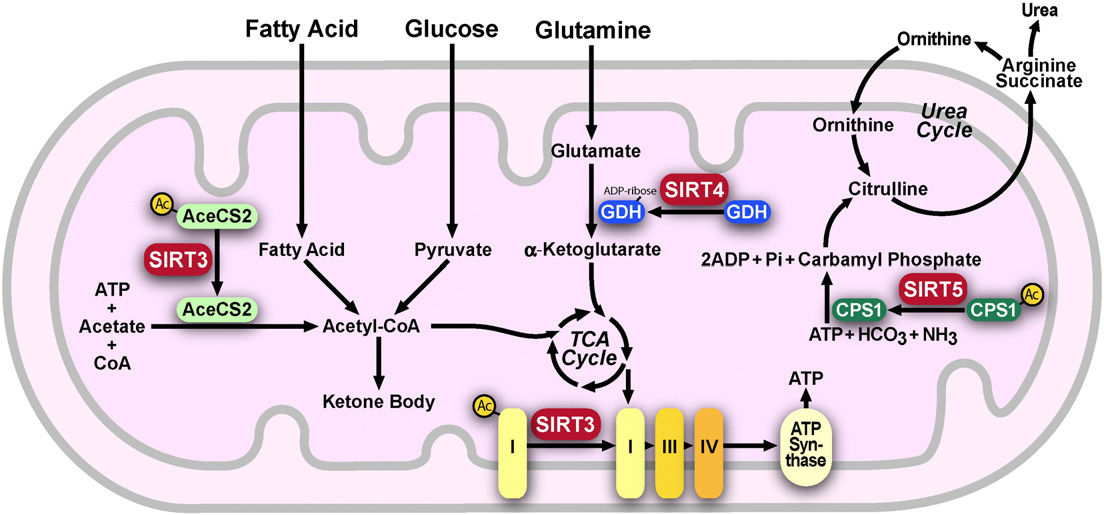 Fatty Acid
Glucose
Glutamine
Urea
Ornithine
Arginine
Succinate
Urea
Cycle
Ornithine
Citrulline
Glutamate
ADP-ribose
SIRT4
GDH
GDH
Ac
AceCS2
SIRT3
AceCS2
Fatty Acid
Pyruvate
α-Ketoglutarate
2ADP + Pi + Carbamyl Phosphate
SIRT5
Ac
CPS1
CPS1
ATP + HCO3 + NH3
ATP
+
Acetate
+
CoA
Acetyl-CoA
TCA
Cycle
Ketone Body
Ac
I
SIRT3
I
III
IV
ATP
ATP
Syn-
thase